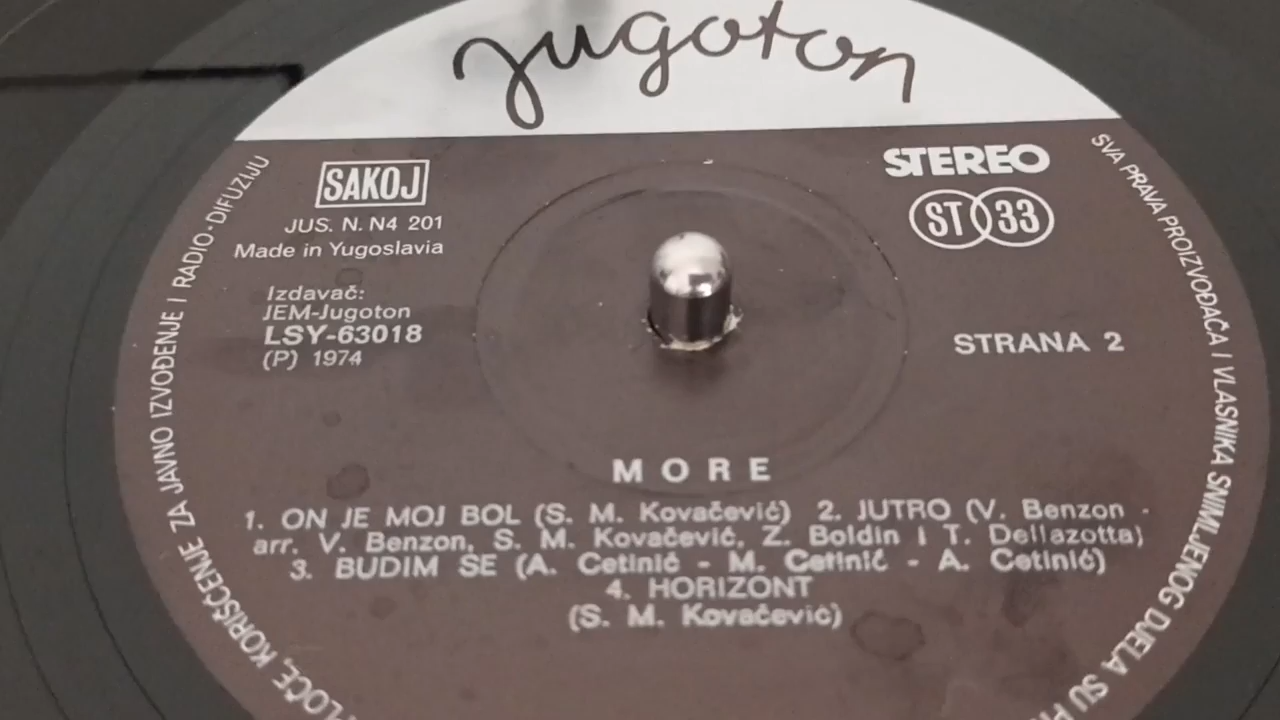 jugoton
SAKOJ
JUS. N. N4 201
Made in Yugoslavia
Izdavač:
JEM-Jugoton
LSY-63018
(P) 1974
STEREO
ST 33
STRANA 2
MORE
1. ON JE MOJ BOL (S. M. Kovačević) 2. JUTRO (V. Benzon -
arr. V. Benzon, S. M. Kovačević, Z. Boldin i T. Dellazotta)
3. BUDIM SE (A. Cetinić - M. Cetinić - A. Cetinić)
4. HORIZONT
(S. M. Kovačević)
SVA PRAVA PROIZVOĐAČA I VLASNIKA SNIMLJENOG DJELA SU
PLOČE, KORIŠĆENJE ZA JAVNO IZVOĐENJE I RADIO-DIFUZIJU